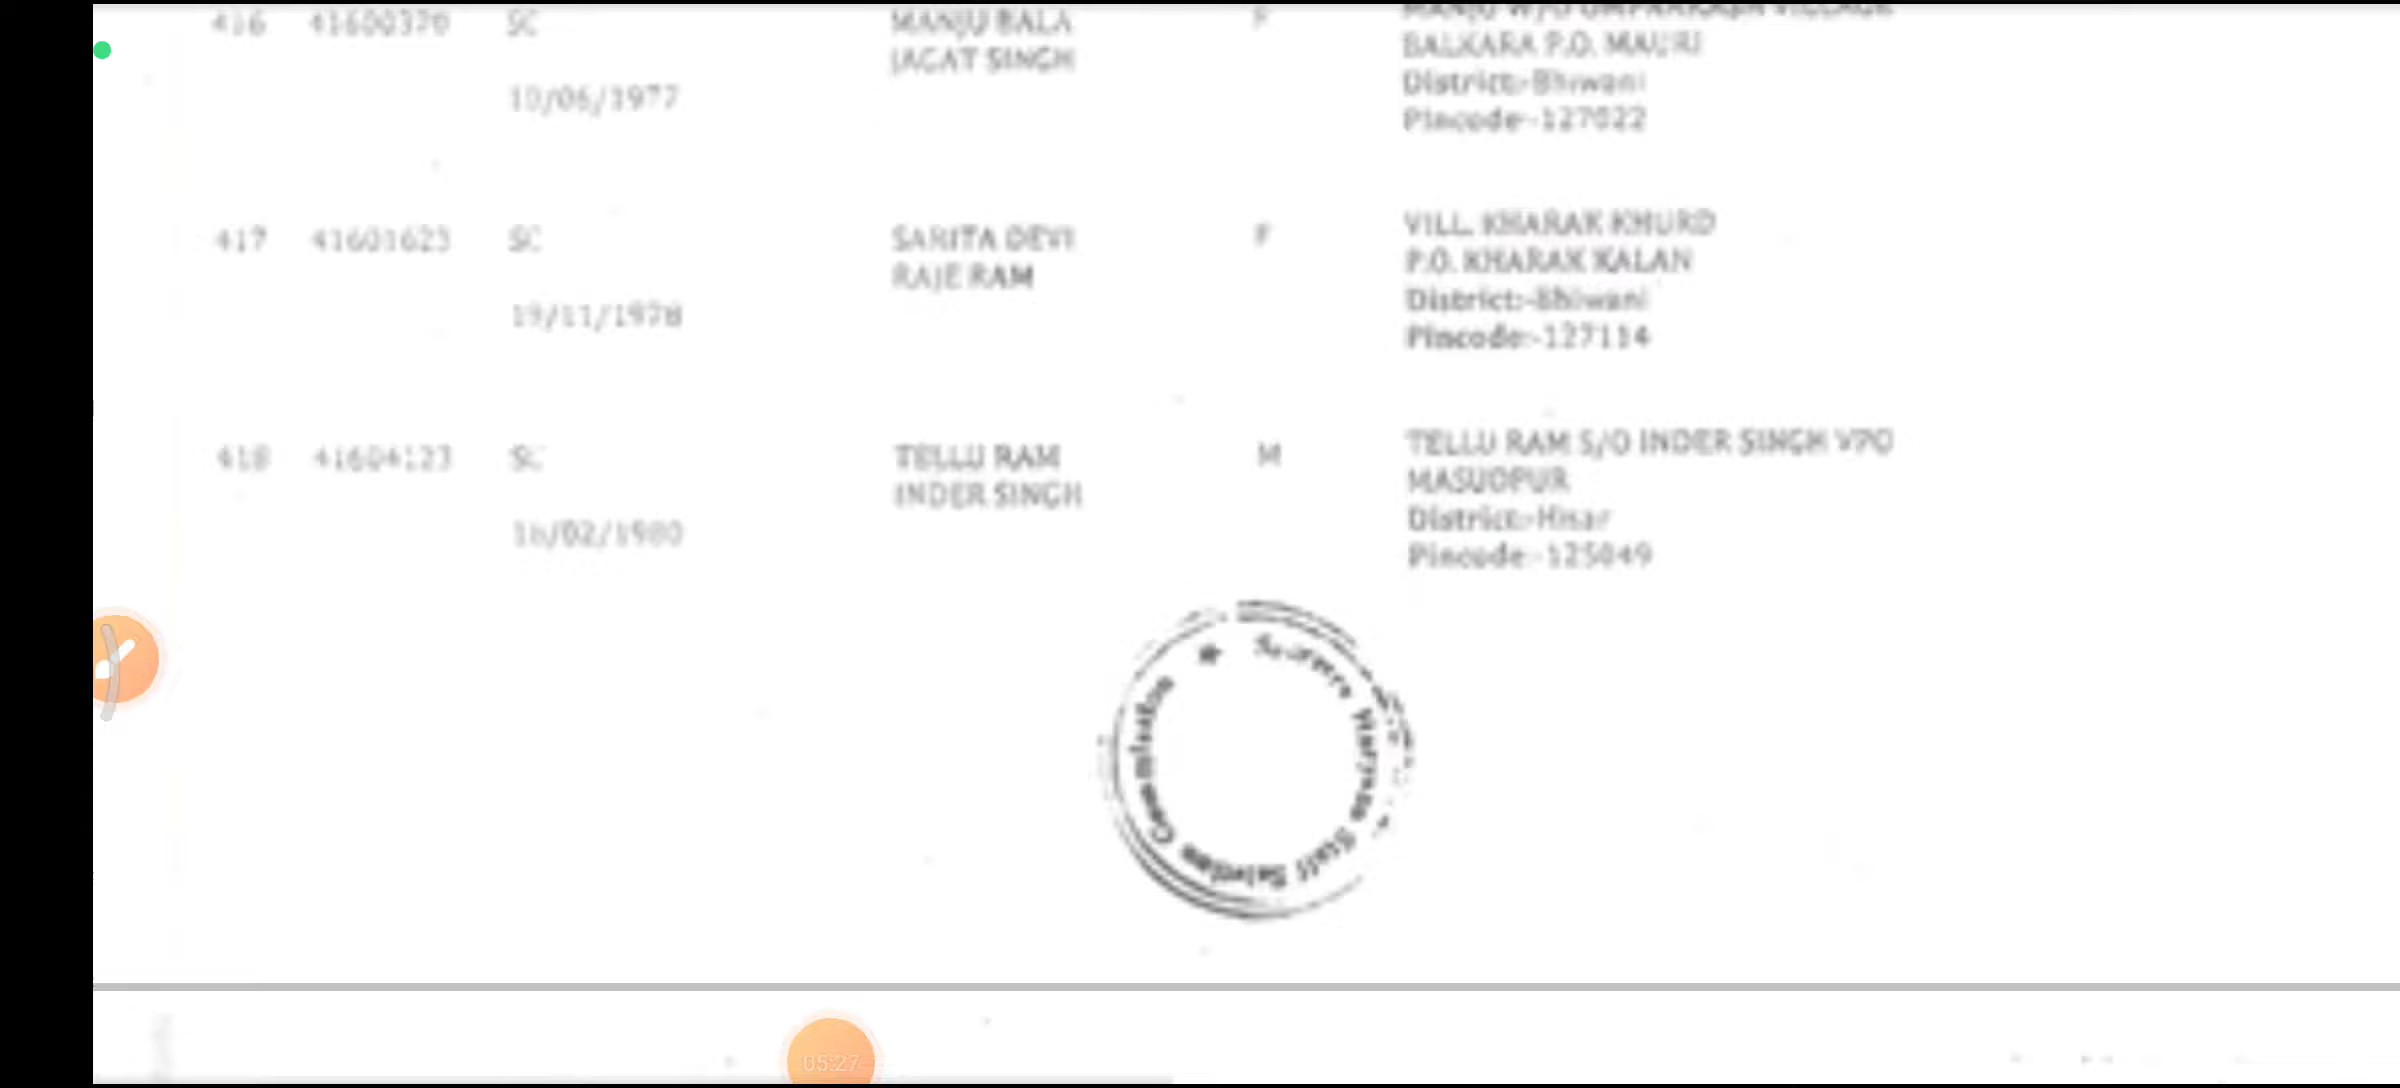 416 41600370 SC MANJU BALA F MANJU W/O OMPARKASH VILLAGE
JAGAT SINGH BALKARA P.O. MAURI
District:-Bhiwani
10/06/1977 Pincode:-127022
417 41601623 SC SARITA DEVI F VILL. KHARAK KHURD
RAJE RAM P.O. KHARAK KALAN
District:-Bhiwani
19/11/1978 Pincode:-127114
418 41604123 SC TELLU RAM M TELLU RAM S/O INDER SINGH VPO
INDER SINGH MASUDPUR
District:-Hisar
16/02/1980 Pincode:-125049
Haryana Staff Selection Commission
05:27